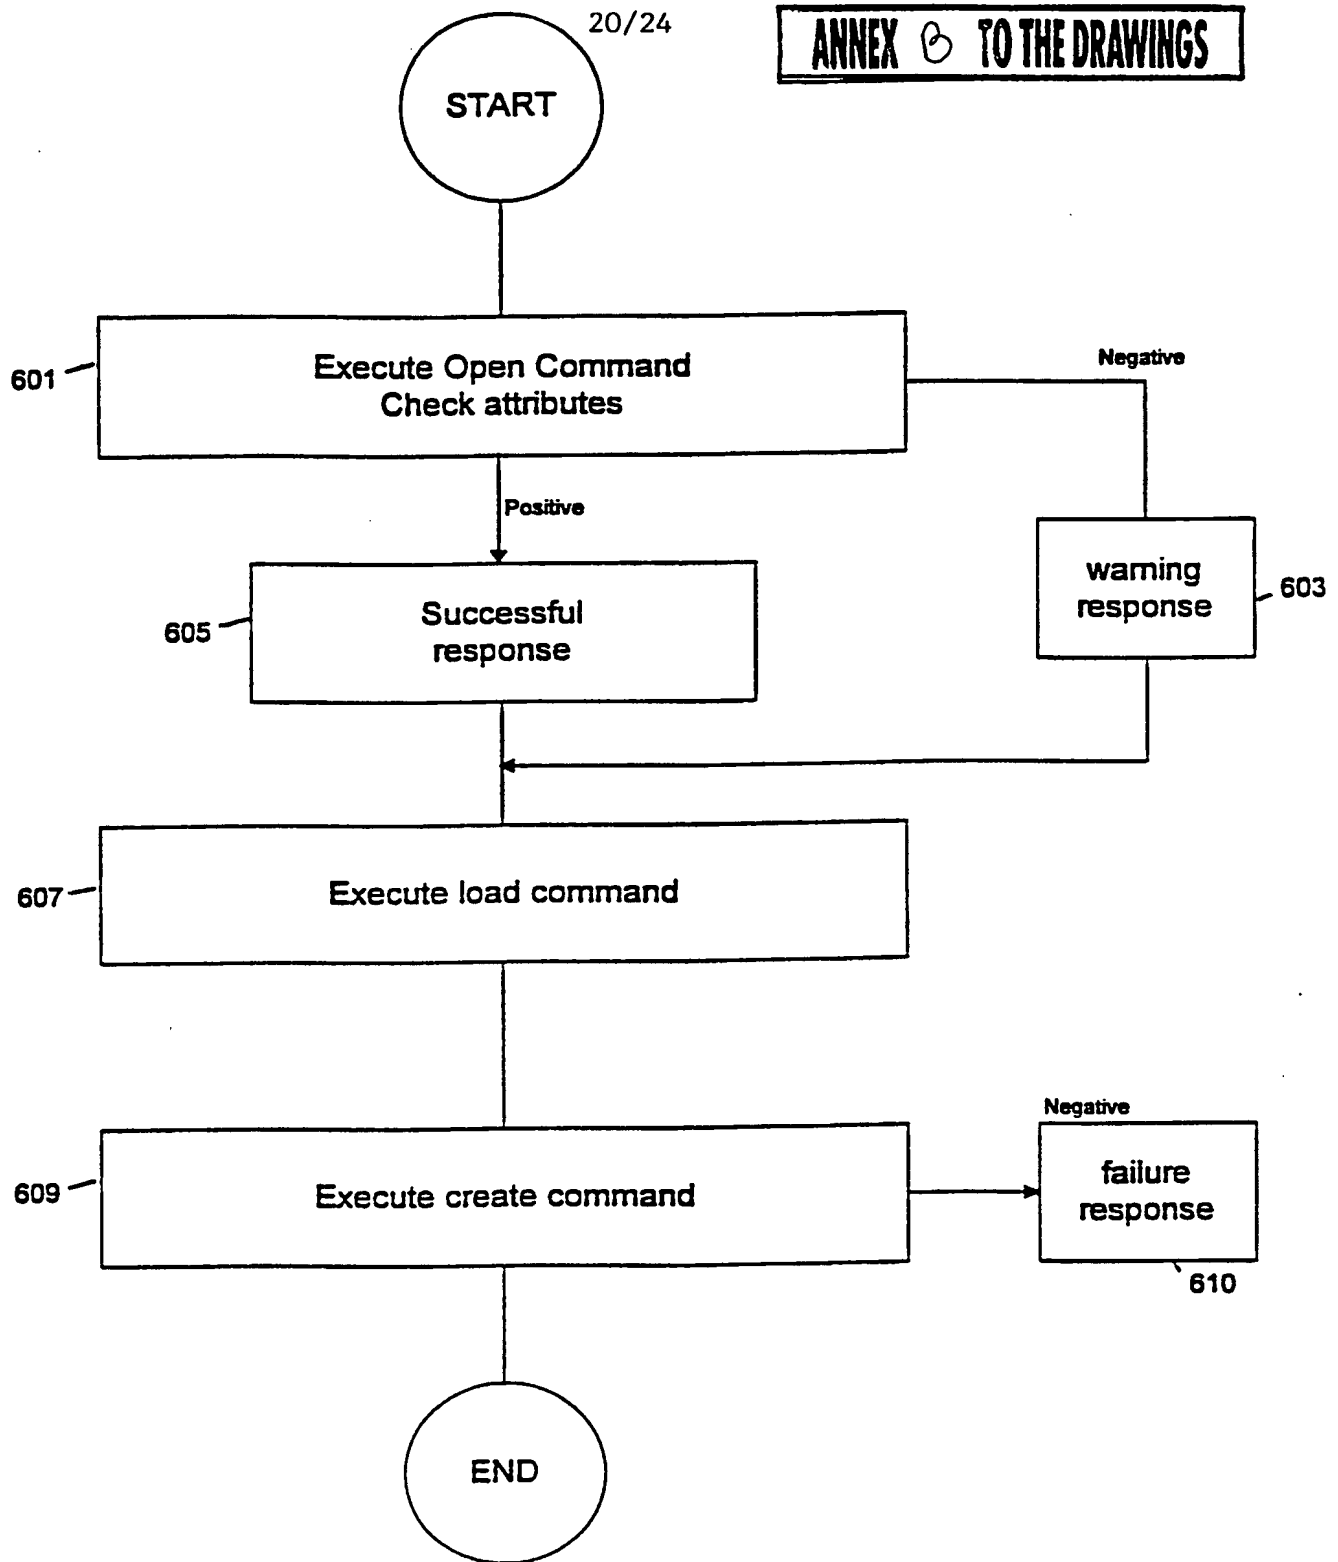 20/24
ANNEX B TO THE DRAWINGS
START
601
Execute Open Command
Check attributes
Negative
Positive
605
Successful
response
warning
response
603
607
Execute load command
609
Execute create command
Negative
failure
response
610
END